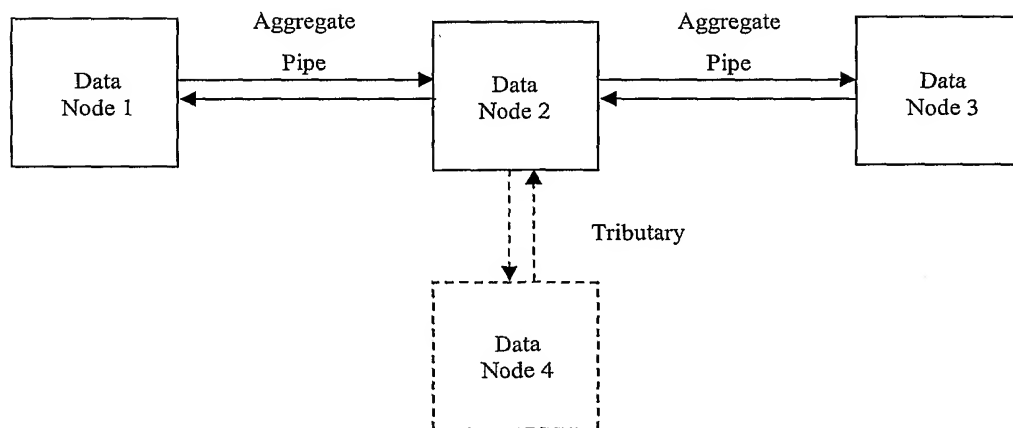 Aggregate
Pipe
Aggregate
Pipe
Data
Node 1
Data
Node 2
Data
Node 3
Tributary
Data
Node 4